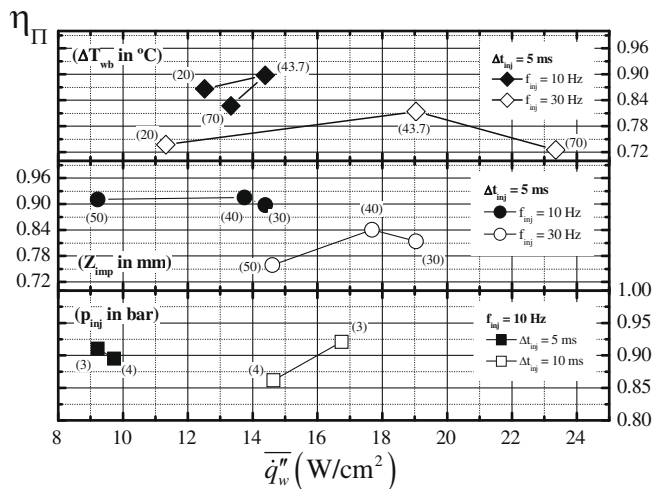 η_Π
(ΔT_wb in ºC)
(20)
(43.7)
(70)
(20)
(43.7)
(70)
Δt_inj = 5 ms
f_inj = 10 Hz
f_inj = 30 Hz
0.96
0.90
0.84
0.78
0.72
0.96
0.90
0.84
0.78
0.72
(50)
(40)
(30)
(40)
(50)
(30)
(Z_imp in mm)
Δt_inj = 5 ms
f_inj = 10 Hz
f_inj = 30 Hz
(p_inj in bar)
(3)
(4)
(3)
(4)
f_inj = 10 Hz
Δt_inj = 5 ms
Δt_inj = 10 ms
1.00
0.95
0.90
0.85
0.80
8 10 12 14 16 18 20 22 24
q̇″_w (W/cm²)